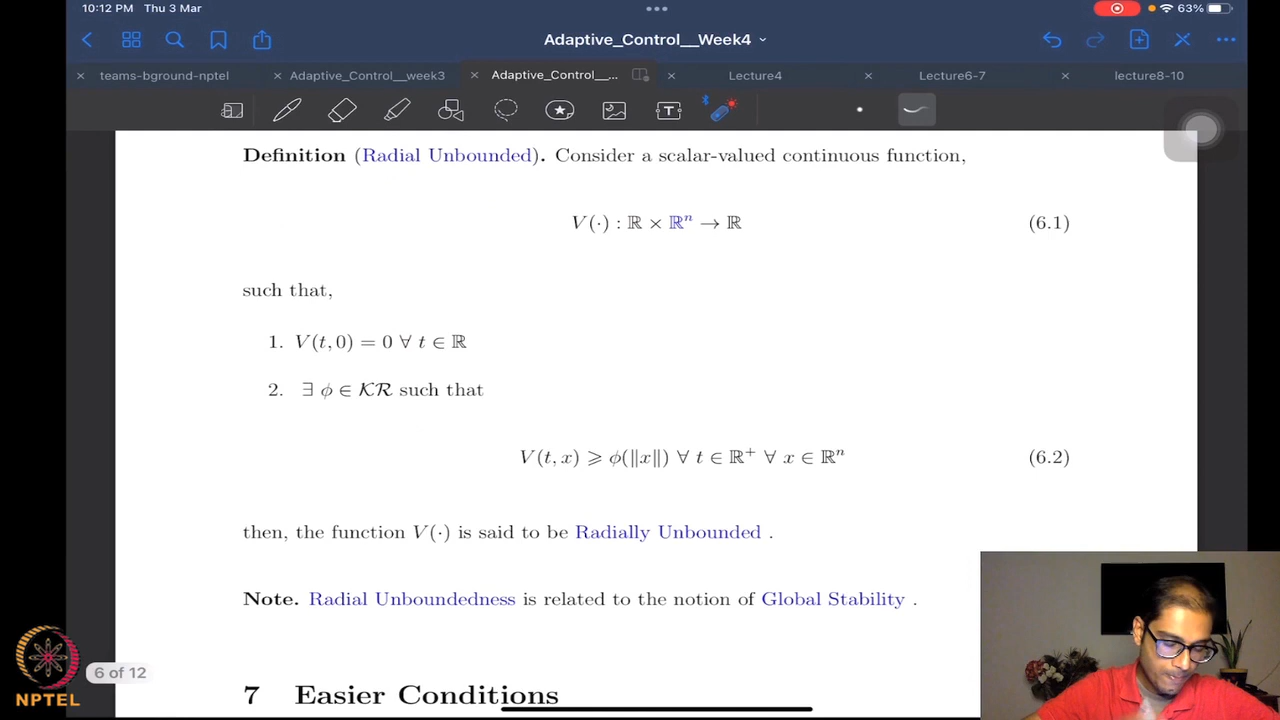 10:12 PM Thu 3 Mar
63%
Adaptive_Control__Week4
teams-bground-nptel
Adaptive_Control__week3
Adaptive_Control__...
Lecture4
Lecture6-7
lecture8-10
Definition (Radial Unbounded). Consider a scalar-valued continuous function,
V(·) : ℝ × ℝⁿ → ℝ (6.1)
such that,
1. V(t, 0) = 0 ∀ t ∈ ℝ
2. ∃ ϕ ∈ 𝒦ℛ such that
V(t, x) ⩾ ϕ(‖x‖) ∀ t ∈ ℝ⁺ ∀ x ∈ ℝⁿ (6.2)
then, the function V(·) is said to be Radially Unbounded .
Note. Radial Unboundedness is related to the notion of Global Stability .
6 of 12
7 Easier Conditions
NPTEL